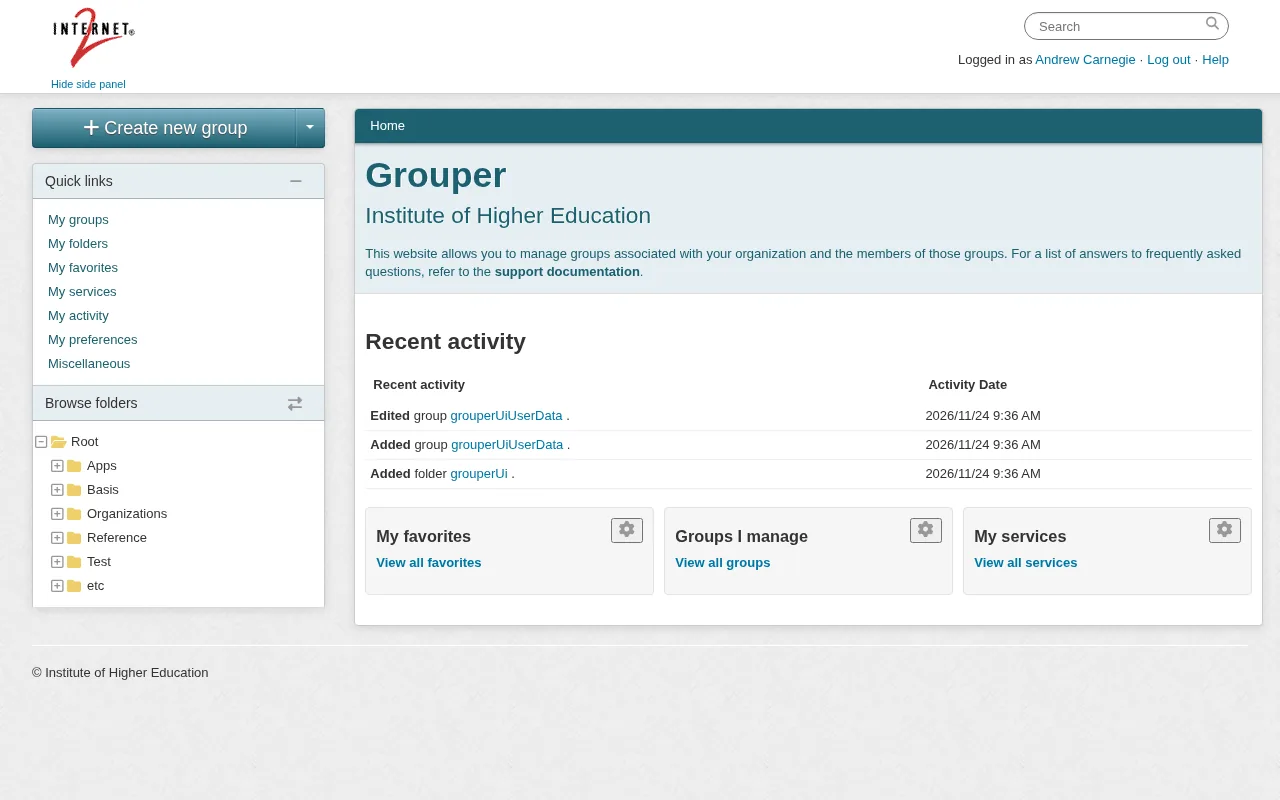 INTERNET®
2
Search
Logged in as Andrew Carnegie · Log out · Help
Hide side panel
Create new group
Home
Quick links
My groups
My folders
My favorites
My services
My activity
My preferences
Miscellaneous
Browse folders
Root
Apps
Basis
Organizations
Reference
Test
etc
Grouper
Institute of Higher Education
This website allows you to manage groups associated with your organization and the members of those groups. For a list of answers to frequently asked
questions, refer to the support documentation.
Recent activity
Recent activity Activity Date
Edited group grouperUiUserData . 2026/11/24 9:36 AM
Added group grouperUiUserData . 2026/11/24 9:36 AM
Added folder grouperUi . 2026/11/24 9:36 AM
My favorites
View all favorites
Groups I manage
View all groups
My services
View all services
© Institute of Higher Education